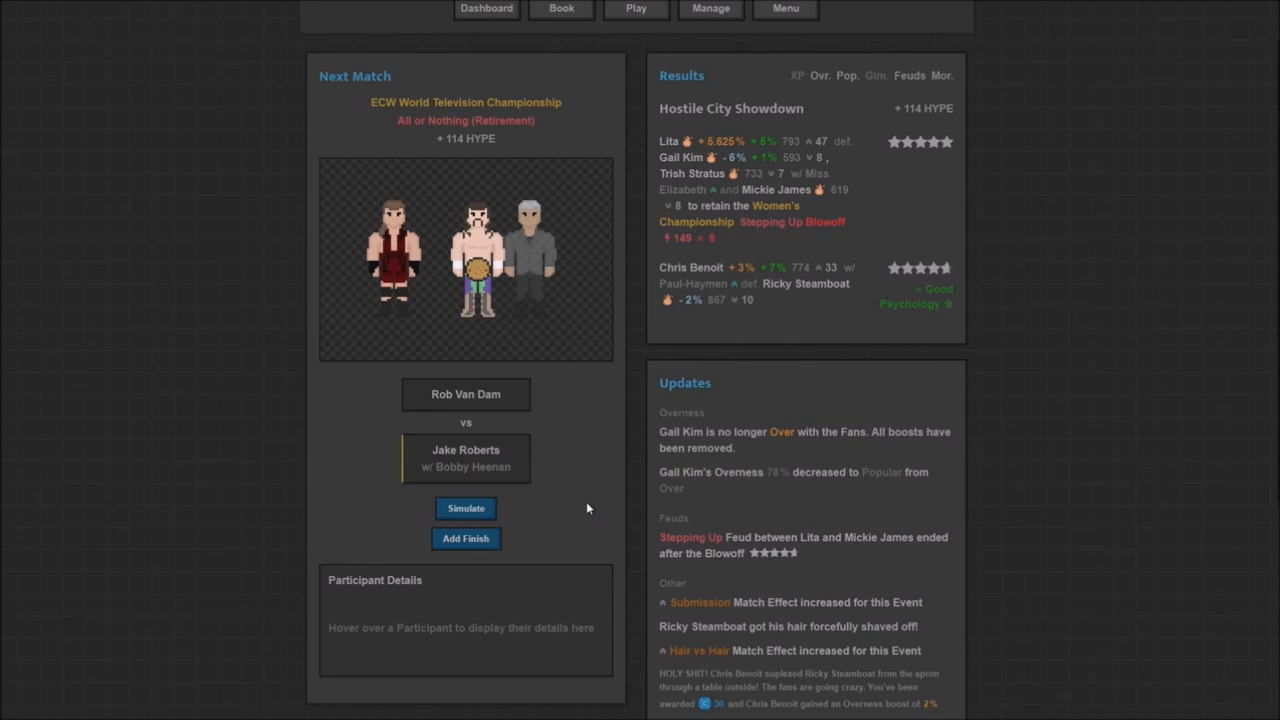 Dashboard
Book
Play
Manage
Menu
Next Match
ECW World Television Championship
All or Nothing (Retirement)
+ 114 HYPE
Rob Van Dam
vs
Jake Roberts
w/ Bobby Heenan
Simulate
Add Finish
Participant Details
Hover over a Participant to display their details here
Results
XP Ovr. Pop. Gim. Feuds Mor.
Hostile City Showdown + 114 HYPE
Lita + 5.625% + 5% 793 47 def.
Gail Kim - 6% + 1% 593 8 ,
Trish Stratus 733 7 w/ Miss
Elizabeth and Mickie James 619
8 to retain the Women's
Championship Stepping Up Blowoff
149 6
Chris Benoit + 3% + 7% 774 33 w/
Paul-Haymen def. Ricky Steamboat
- 2% 867 10
Good
Psychology
Updates
Overness
Gail Kim is no longer Over with the Fans. All boosts have
been removed.
Gail Kim's Overness 78% decreased to Popular from
Over
Feuds
Stepping Up Feud between Lita and Mickie James ended
after the Blowoff
Other
Submission Match Effect increased for this Event
Ricky Steamboat got his hair forcefully shaved off!
Hair vs Hair Match Effect increased for this Event
HOLY SHIT! Chris Benoit suplexed Ricky Steamboat from the apron
through a table outside! The fans are going crazy. You've been
awarded 30 and Chris Benoit gained an Overness boost of 2%